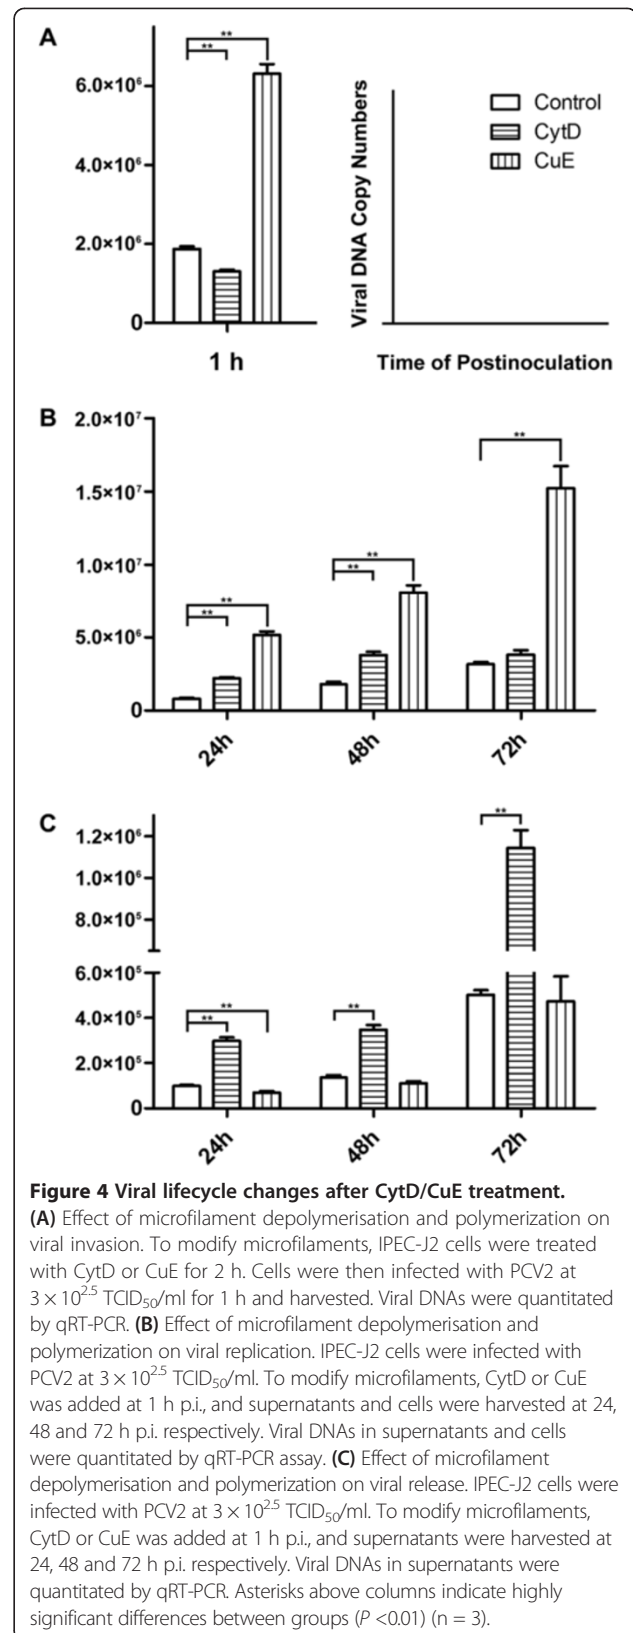 A
**
**
6.0×10⁶
4.0×10⁶
2.0×10⁶
0
1 h
Viral DNA Copy Numbers
Control
CytD
CuE
Time of Postinoculation
B
2.0×10⁷
1.5×10⁷
1.0×10⁷
5.0×10⁶
0
**
**
**
**
**
24h
48h
72h
C
1.2×10⁶
1.0×10⁶
8.0×10⁵
6.0×10⁵
4.0×10⁵
2.0×10⁵
0
**
**
**
**
24h
48h
72h
Figure 4 Viral lifecycle changes after CytD/CuE treatment.
(A) Effect of microfilament depolymerisation and polymerization on
viral invasion. To modify microfilaments, IPEC-J2 cells were treated
with CytD or CuE for 2 h. Cells were then infected with PCV2 at
3 × 10²·⁵ TCID₅₀/ml for 1 h and harvested. Viral DNAs were quantitated
by qRT-PCR. (B) Effect of microfilament depolymerisation and
polymerization on viral replication. IPEC-J2 cells were infected with
PCV2 at 3 × 10²·⁵ TCID₅₀/ml. To modify microfilaments, CytD or CuE
was added at 1 h p.i., and supernatants and cells were harvested at 24,
48 and 72 h p.i. respectively. Viral DNAs in supernatants and cells
were quantitated by qRT-PCR assay. (C) Effect of microfilament
depolymerisation and polymerization on viral release. IPEC-J2 cells were
infected with PCV2 at 3 × 10²·⁵ TCID₅₀/ml. To modify microfilaments,
CytD or CuE was added at 1 h p.i., and supernatants were harvested at
24, 48 and 72 h p.i. respectively. Viral DNAs in supernatants were
quantitated by qRT-PCR. Asterisks above columns indicate highly
significant differences between groups (P <0.01) (n = 3).